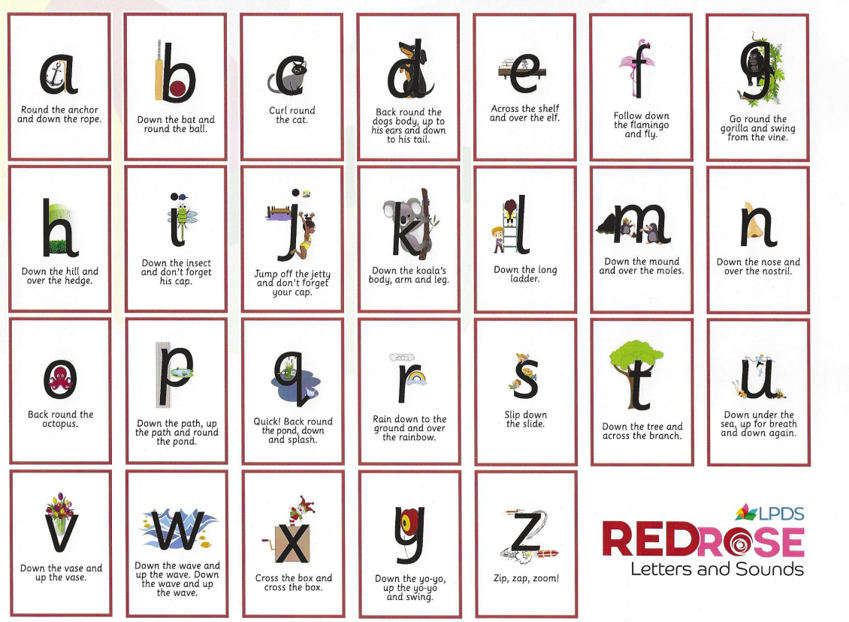 a
Round the anchor
and down the rope.
b
Down the bat and
round the ball.
c
Curl round
the cat.
d
Back round the
dogs body, up to
his ears and down
to his tail.
e
Across the shelf
and over the elf.
f
Follow down
the flamingo
and fly.
g
Go round the
gorilla and swing
from the vine.
h
Down the hill and
over the hedge.
i
Down the insect
and don't forget
his cap.
j
Jump off the jetty
and don't forget
your cap.
k
Down the koala's
body, arm and leg.
l
Down the long
ladder.
m
Down the mound
and over the moles.
n
Down the nose and
over the nostril.
o
Back round the
octopus.
p
Down the path, up
the path and round
the pond.
q
Quick! Back round
the pond, down
and splash.
r
Rain down to the
ground and over
the rainbow.
s
Slip down
the slide.
t
Down the tree and
across the branch.
u
Down under the
sea, up for breath
and down again.
v
Down the vase and
up the vase.
w
Down the wave and
up the wave. Down
the wave and up
the wave.
x
Cross the box and
cross the box.
y
Down the yo-yo,
up the yo-yo
and swing.
z
Zip, zap, zoom!
LPDS
REDROSE
Letters and Sounds